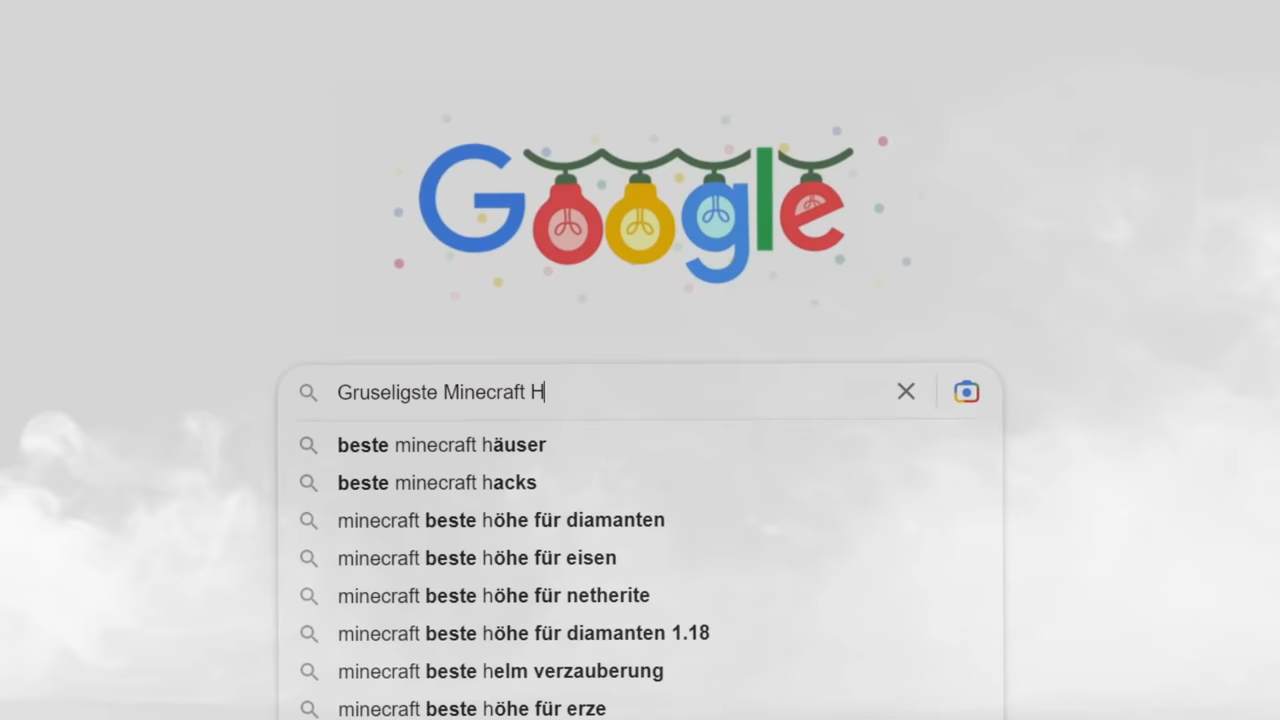 Google
Gruseligste Minecraft H
beste minecraft häuser
beste minecraft hacks
minecraft beste höhe für diamanten
minecraft beste höhe für eisen
minecraft beste höhe für netherite
minecraft beste höhe für diamanten 1.18
minecraft beste helm verzauberung
minecraft beste höhe für erze